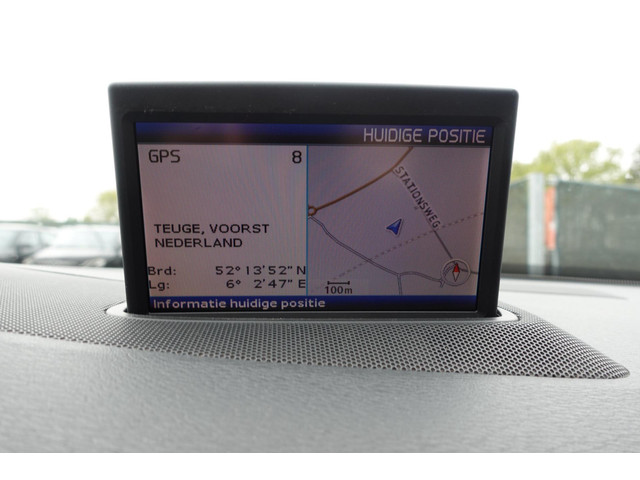 HUIDIGE POSITIE
GPS 8
TEUGE, VOORST
NEDERLAND
Brd: 52° 13'52"N
Lg: 6° 2'47"E
STATIONSWEG
100m
Informatie huidige positie